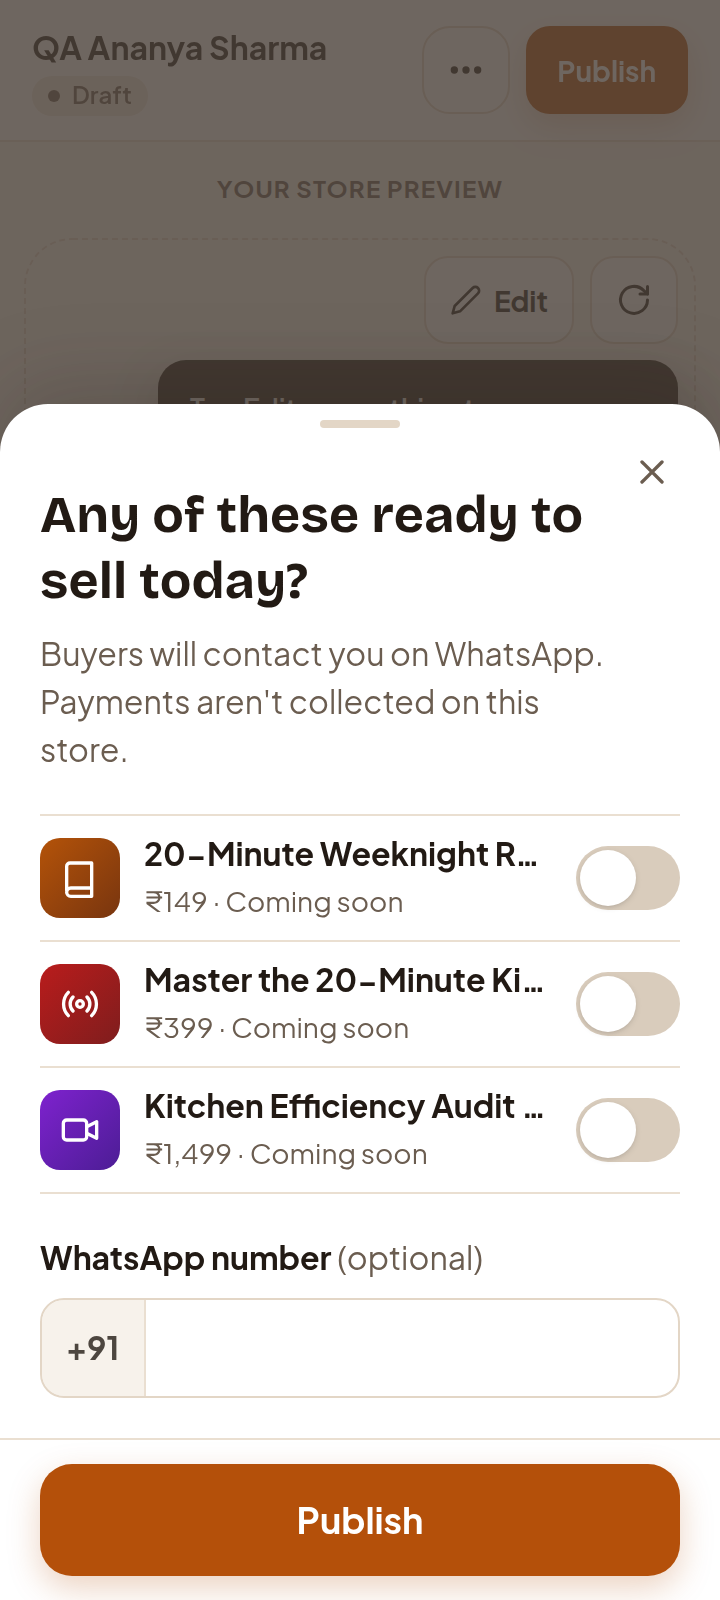 QA Ananya Sharma
Draft
Publish
YOUR STORE PREVIEW
Edit
Any of these ready to
sell today?
Buyers will contact you on WhatsApp.
Payments aren't collected on this
store.
20-Minute Weeknight R...
₹149 · Coming soon
Master the 20-Minute Ki...
₹399 · Coming soon
Kitchen Efficiency Audit ...
₹1,499 · Coming soon
WhatsApp number (optional)
+91
Publish